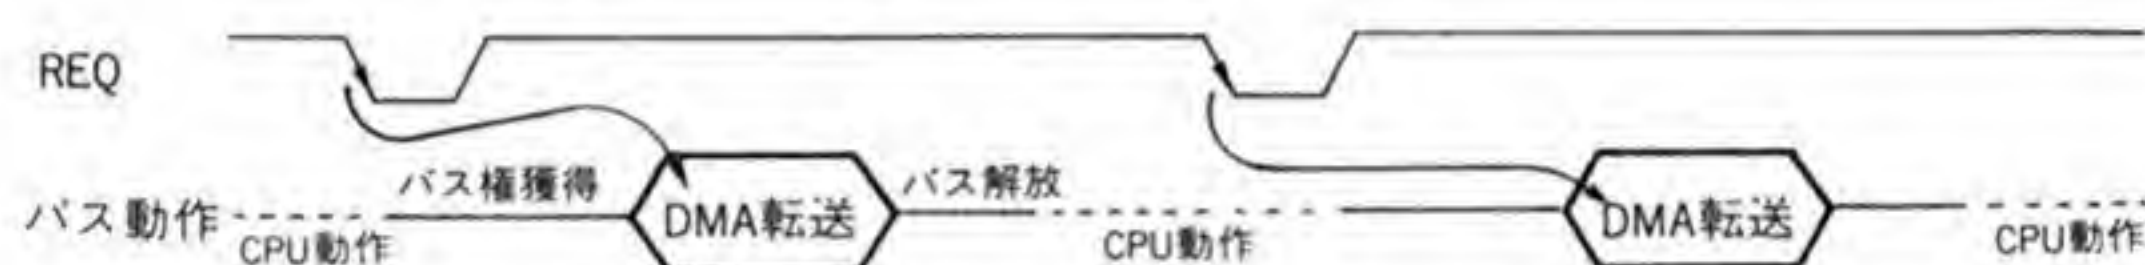 REQ
バス権獲得
バス解放
バス動作
DMA転送
DMA転送
CPU動作
CPU動作
CPU動作